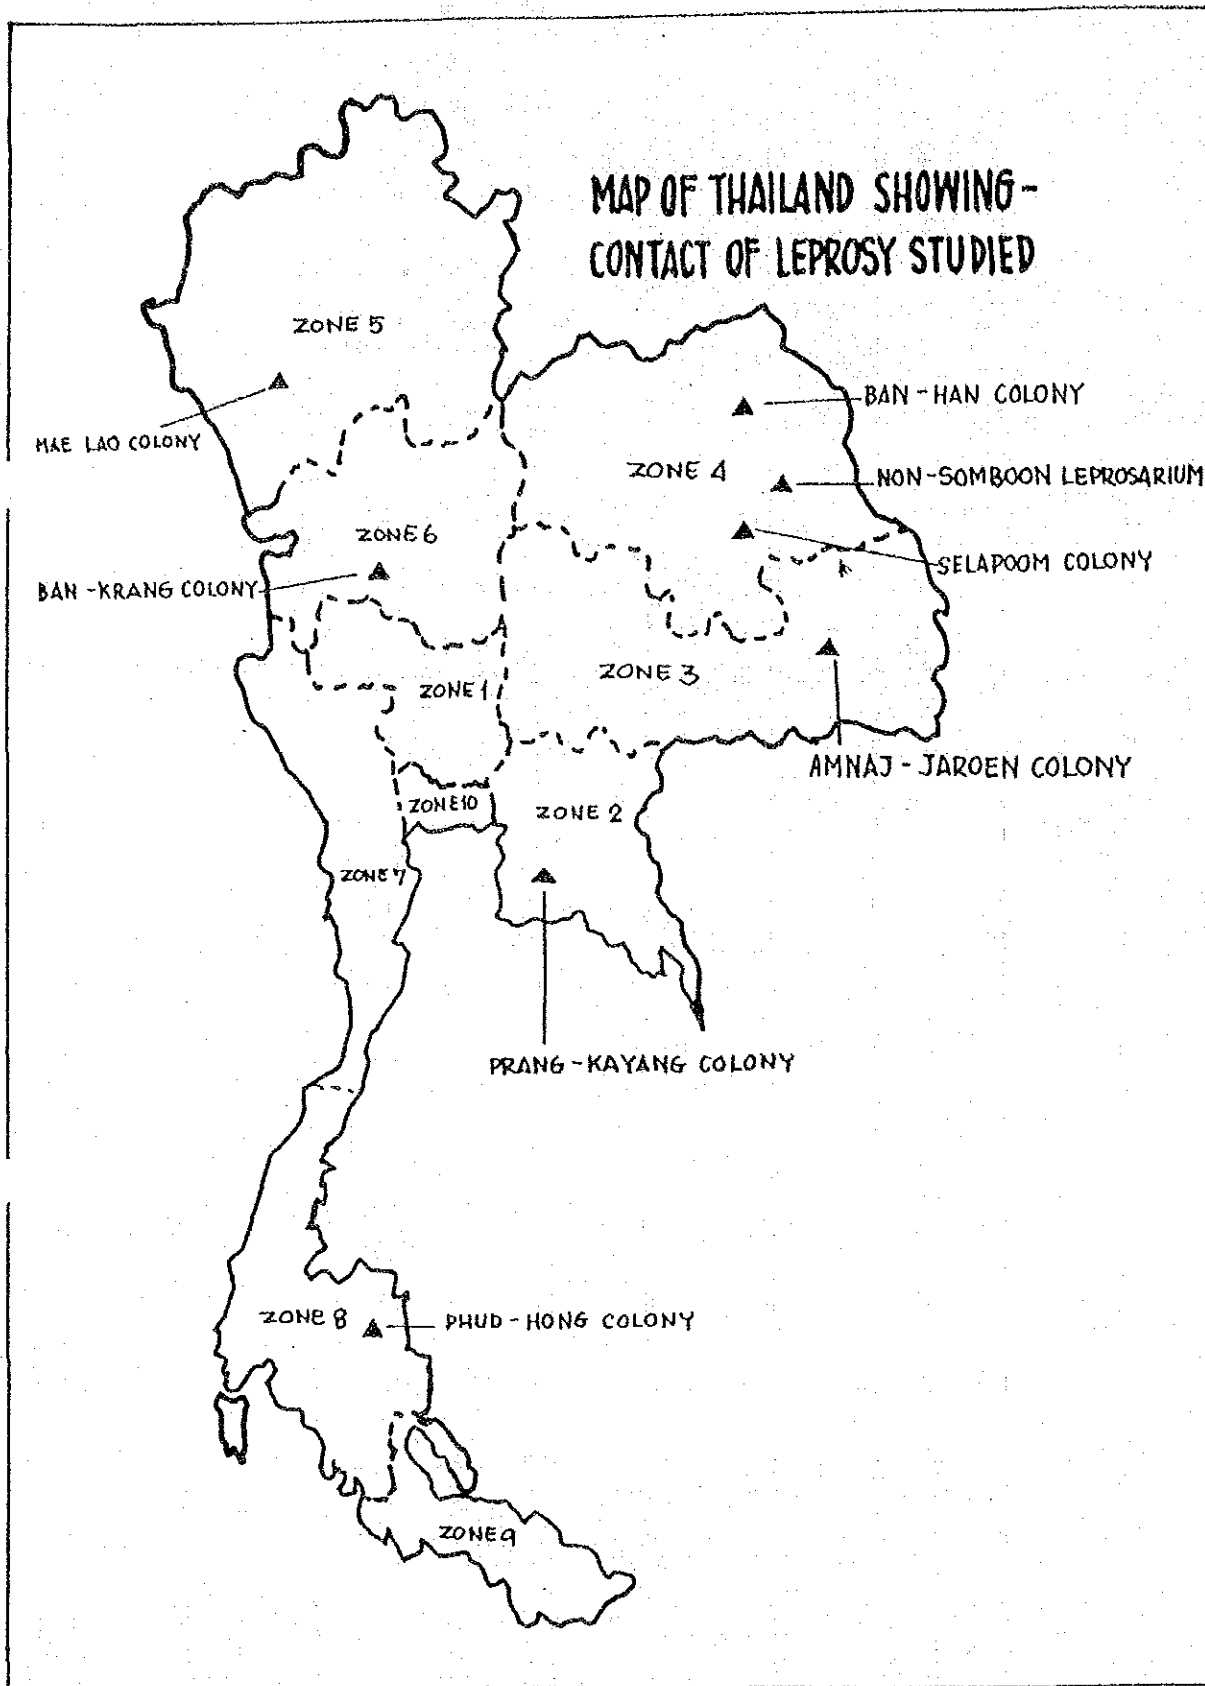 MAP OF THAILAND SHOWING-
CONTACT OF LEPROSY STUDIED
ZONE 5
MAE LAO COLONY
BAN-HAN COLONY
ZONE 4
NON-SOMBOON LEPROSARIUM
ZONE 6
SELAPOOM COLONY
BAN-KRANG COLONY
ZONE 3
ZONE 1
AMNAJ-JAROEN COLONY
ZONE 10
ZONE 2
ZONE 7
PRANG-KAYANG COLONY
ZONE 8
PHUD-HONG COLONY
ZONE 9